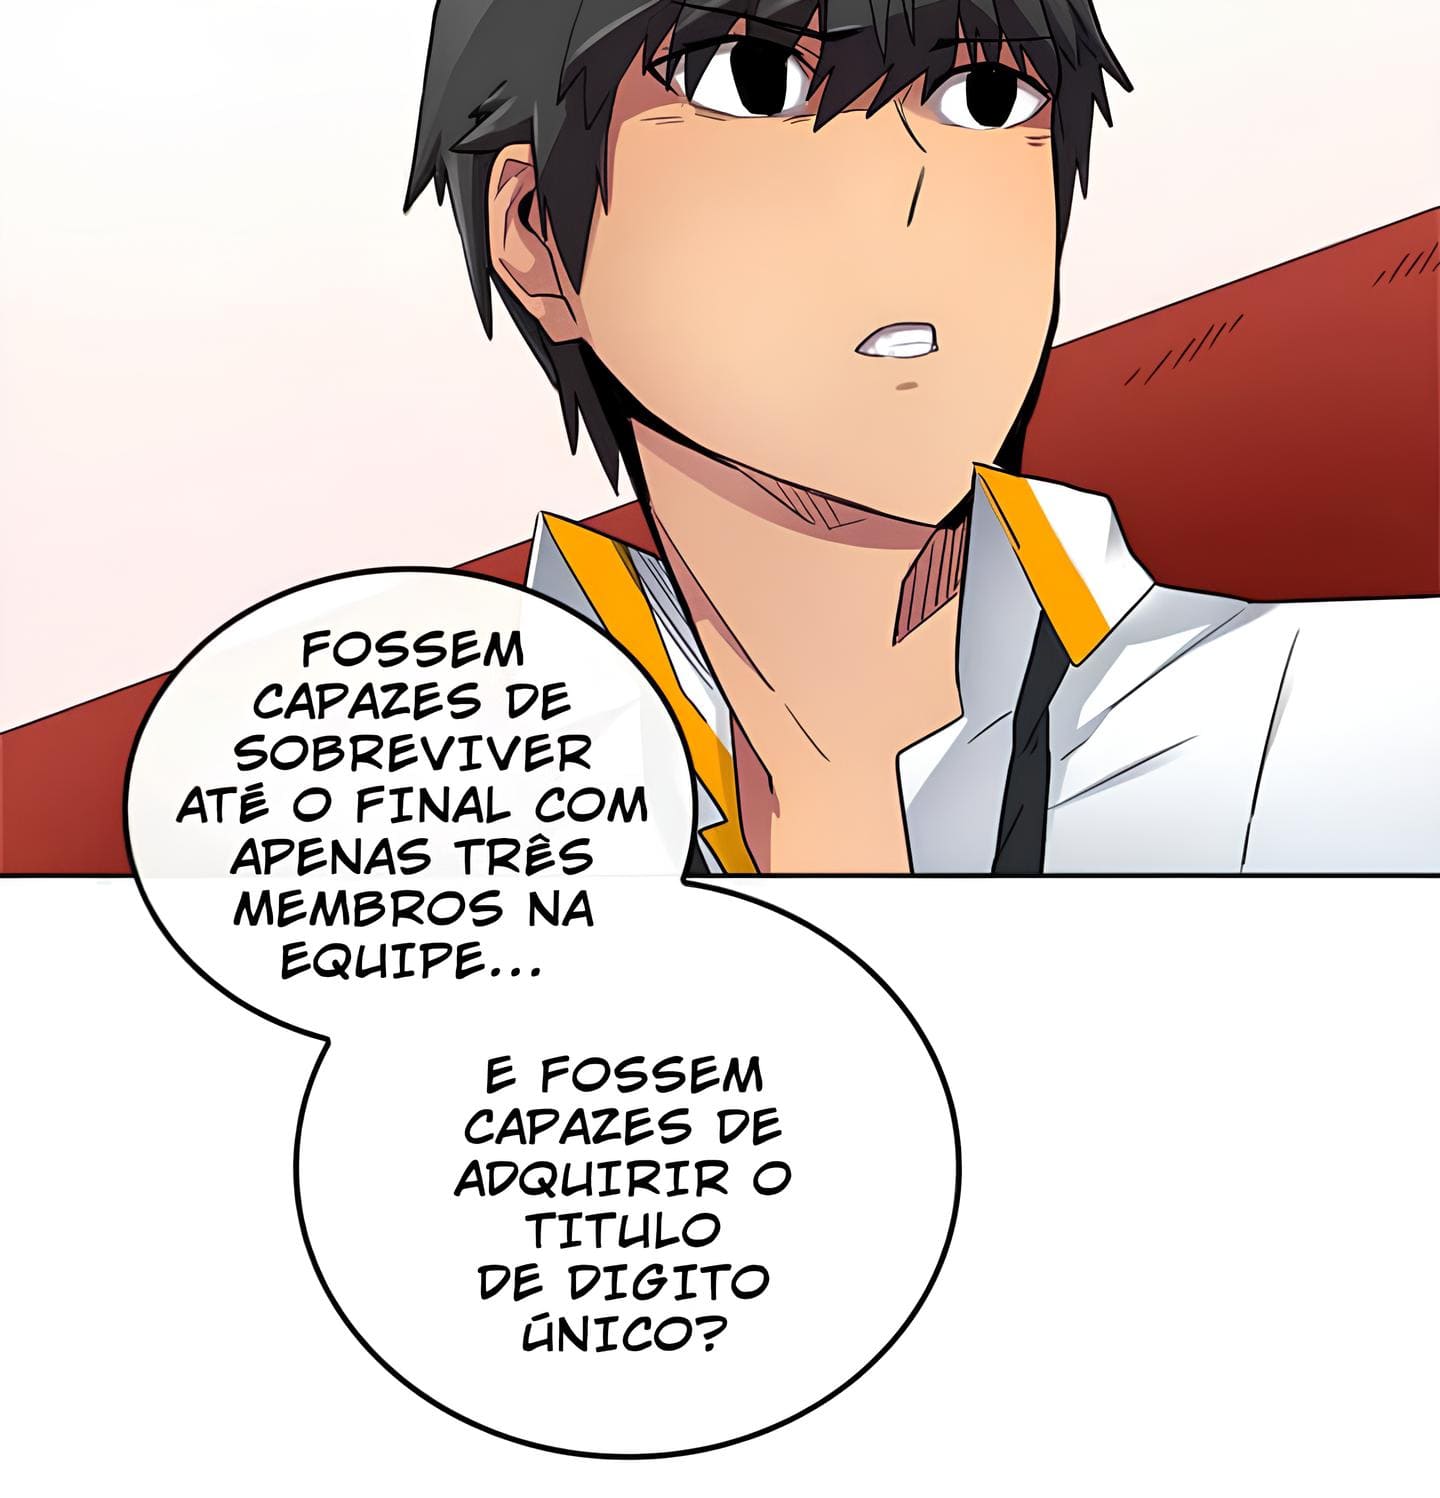 FOSSEM
CAPAZES DE
SOBREVIVER
ATÉ O FINAL COM
APENAS TRÊS
MEMBROS NA
EQUIPE...
E FOSSEM
CAPAZES DE
ADQUIRIR O
TITULO
DE DIGITO
ÚNICO?